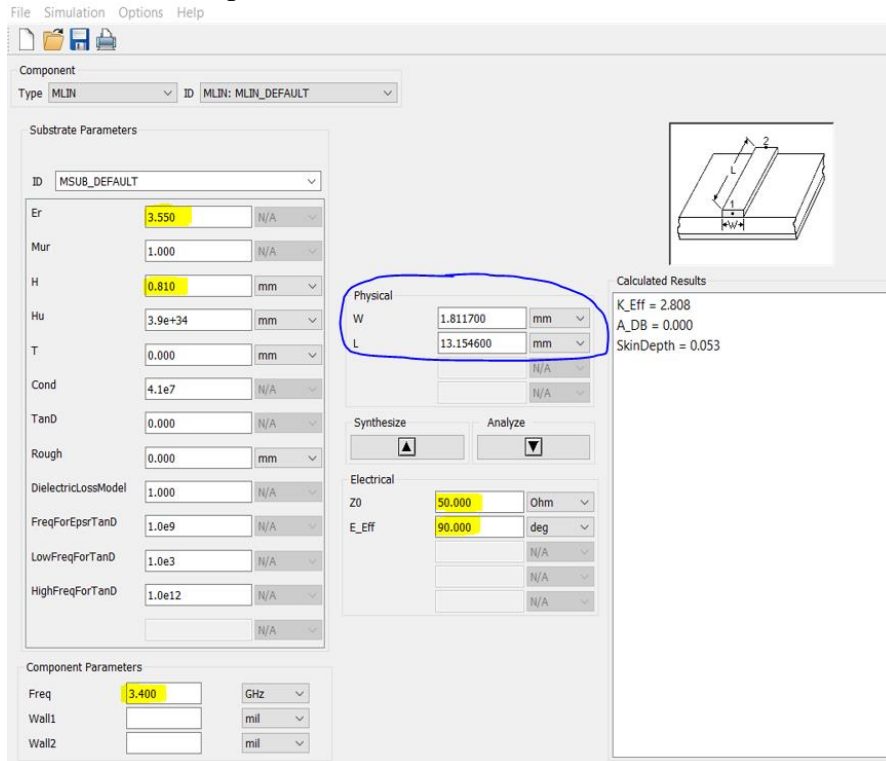 File Simulation Options Help
Component
Type MLIN ID MLIN: MLIN_DEFAULT
Substrate Parameters
ID MSUB_DEFAULT
Er 3.550 N/A
Mur 1.000 N/A
H 0.810 mm
Hu 3.9e+34 mm
T 0.000 mm
Cond 4.1e7 N/A
TanD 0.000 N/A
Rough 0.000 mm
DielectricLossModel 1.000 N/A
FreqForEpsrTanD 1.0e9 N/A
LowFreqForTanD 1.0e3 N/A
HighFreqForTanD 1.0e12 N/A
N/A
Component Parameters
Freq 3.400 GHz
Wall1 mil
Wall2 mil
Physical
W 1.811700 mm
L 13.154600 mm
N/A
N/A
Synthesize Analyze
Electrical
Z0 50.000 Ohm
E_Eff 90.000 deg
N/A
N/A
N/A
2
L
1
W
Calculated Results
K_Eff = 2.808
A_DB = 0.000
SkinDepth = 0.053